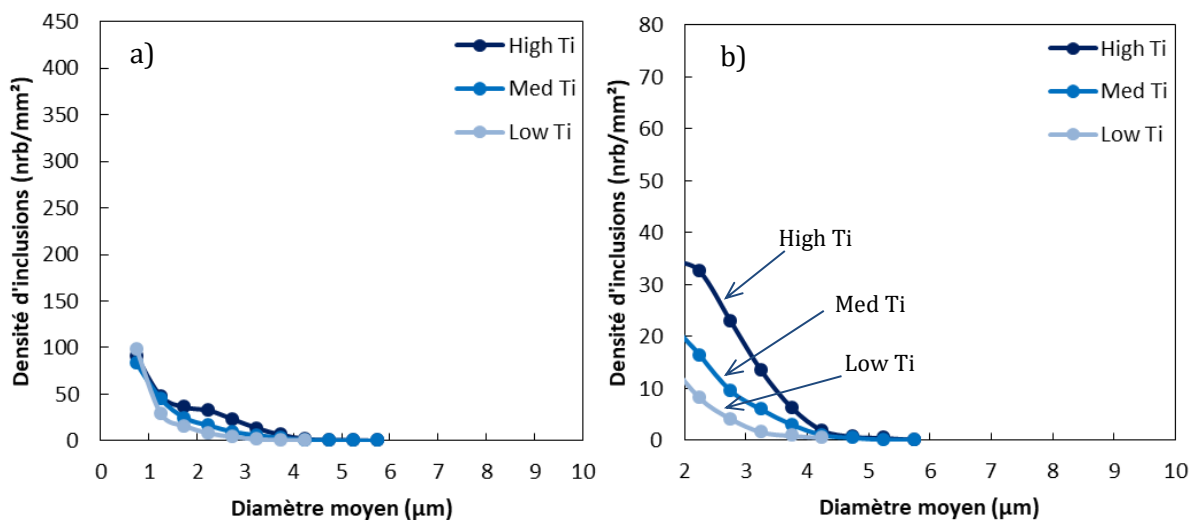 a)
High Ti
Med Ti
Low Ti
Densité d'inclusions (nrb/mm²)
450
400
350
300
250
200
150
100
50
0
0 1 2 3 4 5 6 7 8 9 10
Diamètre moyen (µm)
b)
High Ti
Med Ti
Low Ti
High Ti
Med Ti
Low Ti
Densité d'inclusions (nrb/mm²)
80
70
60
50
40
30
20
10
0
2 3 4 5 6 7 8 9 10
Diamètre moyen (µm)